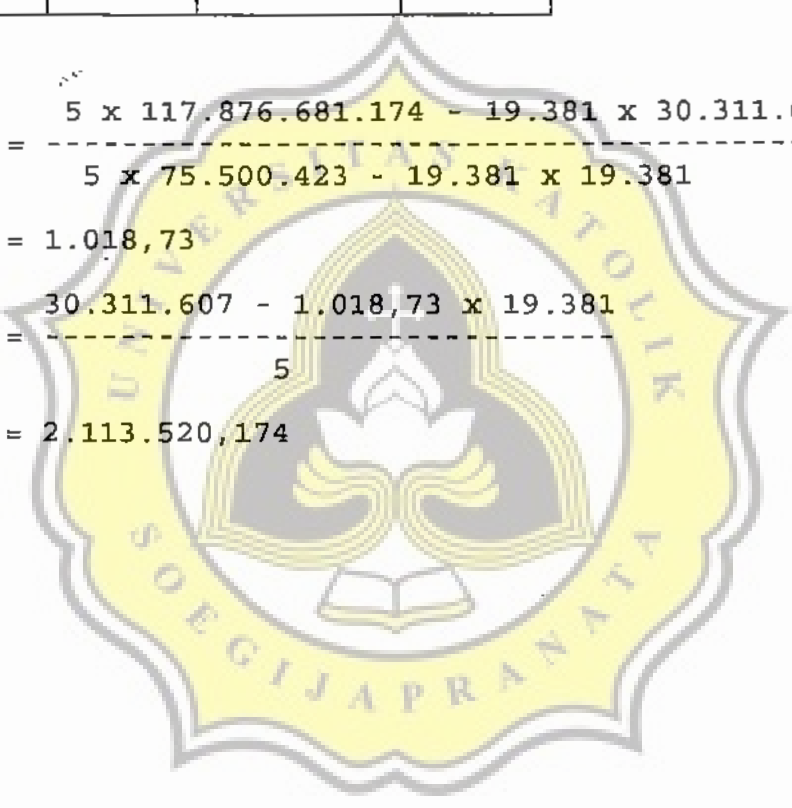 5 x 117.876.681.174 - 19.381 x 30.311.
= -----------------------------------
5 x 75.500.423 - 19.381 x 19.381
= 1.018,73
30.311.607 - 1.018,73 x 19.381
= ------------------------------
5
= 2.113.520,174
UNIVERSITAS KATOLIK
SOEGIJAPRANATA